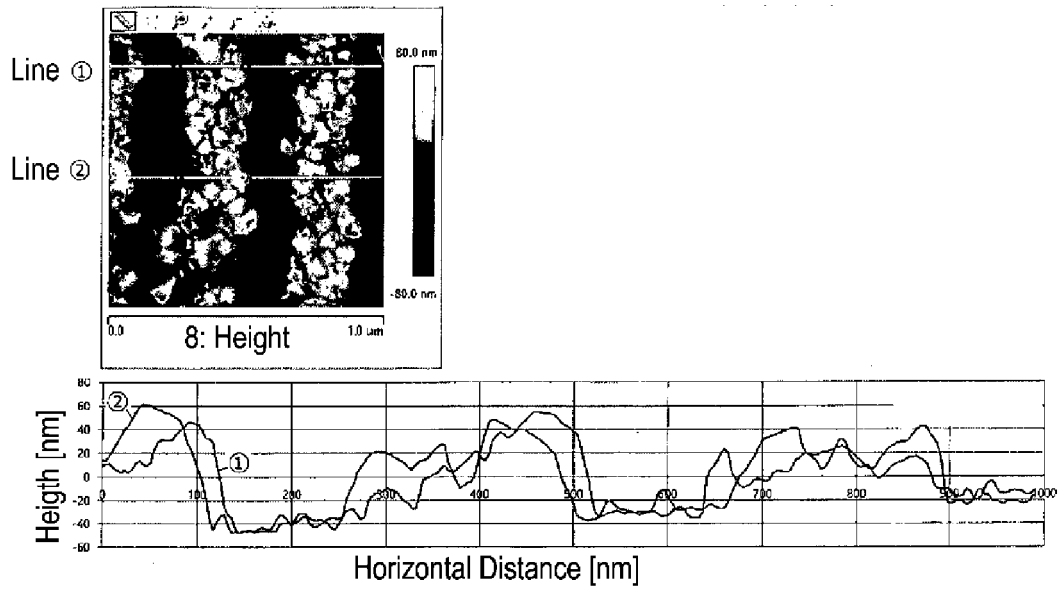 Line ①
80.0 nm
Line ②
-80.0 nm
0.0
1.0 um
8: Height
80
60
40
20
0
-20
-40
-60
②
①
Heigth [nm]
0 100 200 300 400 500 600 700 800 900 1000
Horizontal Distance [nm]